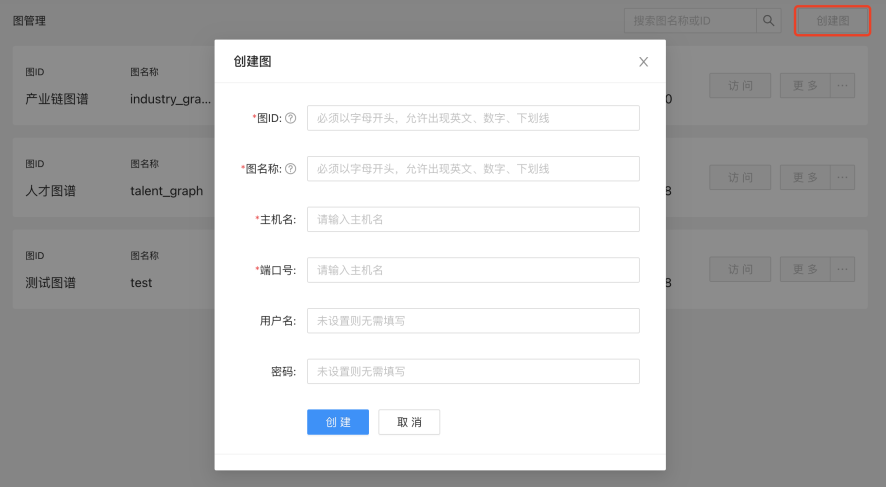 图管理
搜索图名称或ID
创建图
创建图
图ID
图名称
产业链图谱
industry_gra...
0
访 问
更 多
···
*图ID:
必须以字母开头，允许出现英文、数字、下划线
*图名称:
必须以字母开头，允许出现英文、数字、下划线
图ID
图名称
人才图谱
talent_graph
8
访 问
更 多
···
*主机名:
请输入主机名
*端口号:
请输入主机名
图ID
图名称
测试图谱
test
8
访 问
更 多
···
用户名:
未设置则无需填写
密码:
未设置则无需填写
创 建
取 消